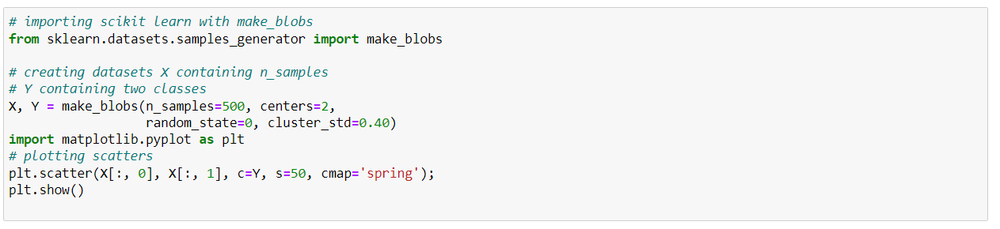 # importing scikit learn with make_blobs
from sklearn.datasets.samples_generator import make_blobs
# creating datasets X containing n_samples
# Y containing two classes
X, Y = make_blobs(n_samples=500, centers=2,
                  random_state=0, cluster_std=0.40)
import matplotlib.pyplot as plt
# plotting scatters
plt.scatter(X[:, 0], X[:, 1], c=Y, s=50, cmap='spring');
plt.show()